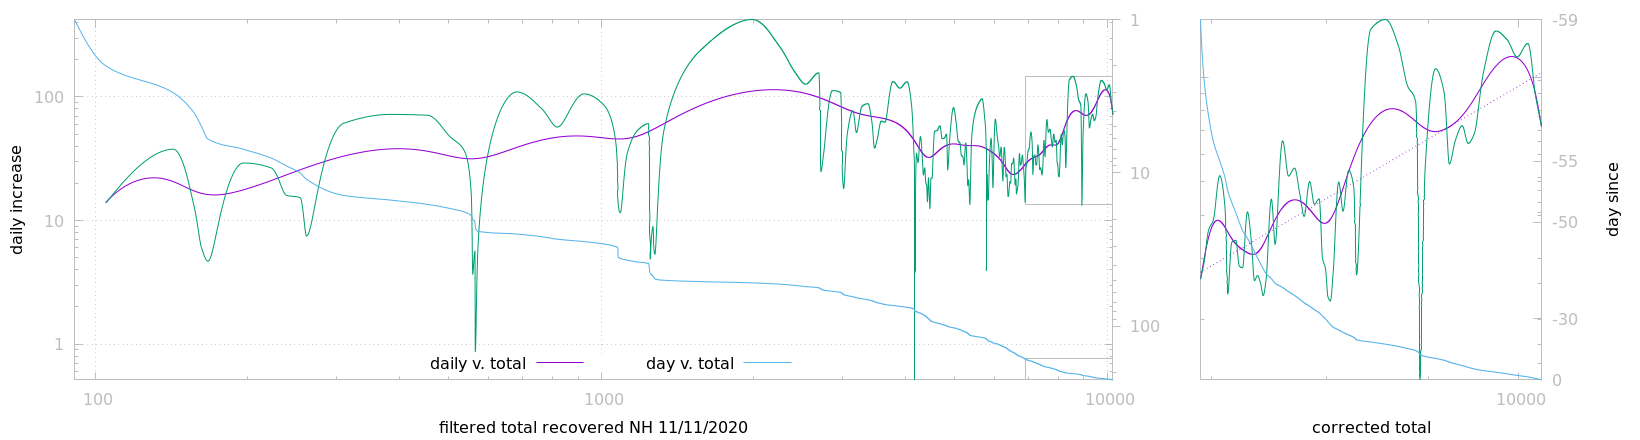 daily increase
100
10
1
1
10
100
100
1000
10000
daily v. total
day v. total
filtered total recovered NH 11/11/2020
-59
-55
-50
-30
0
day since
10000
corrected total